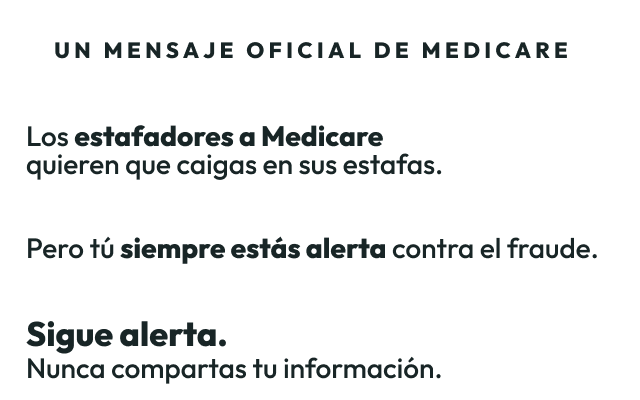 UN MENSAJE OFICIAL DE MEDICARE
Los estafadores a Medicare
quieren que caigas en sus estafas.
Pero tú siempre estás alerta contra el fraude.
Sigue alerta.
Nunca compartas tu información.